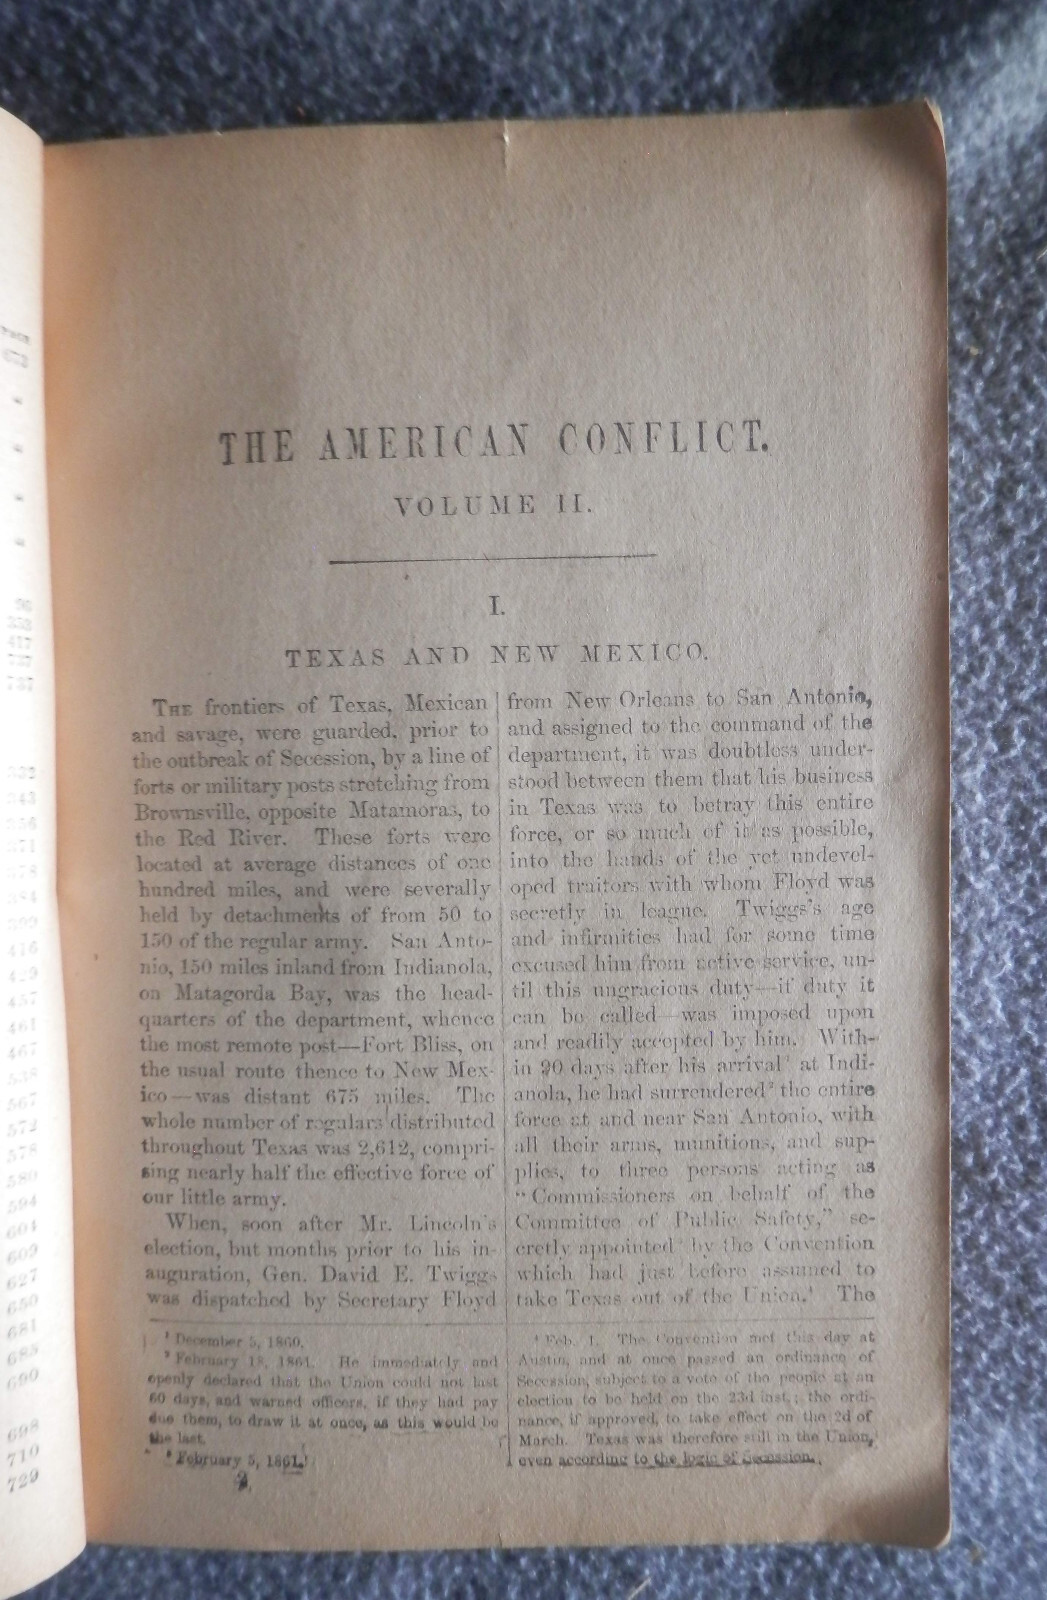 THE AMERICAN CONFLICT.
VOLUME II.
I.
TEXAS AND NEW MEXICO.
THE frontiers of Texas, Mexican
and savage, were guarded, prior to
the outbreak of Secession, by a line of
forts or military posts stretching from
Brownsville, opposite Matamoras, to
the Red River. These forts were
located at average distances of one
hundred miles, and were severally
held by detachments of from 50 to
150 of the regular army. San Anto-
nio, 150 miles inland from Indianola,
on Matagorda Bay, was the head-
quarters of the department, whence
the most remote post—Fort Bliss, on
the usual route thence to New Mex-
ico—was distant 675 miles. The
whole number of regulars distributed
throughout Texas was 2,612, compri-
sing nearly half the effective force of
our little army.
When, soon after Mr. Lincoln's
election, but months prior to his in-
auguration, Gen. David E. Twiggs
was dispatched by Secretary Floyd
from New Orleans to San Antonio,
and assigned to the command of the
department, it was doubtless under-
stood between them that his business
in Texas was to betray this entire
force, or so much of it as possible,
into the hands of the yet undevel-
oped traitors with whom Floyd was
secretly in league. Twiggs's age
and infirmities had for some time
excused him from active service, un-
til this ungracious duty—if duty it
can be called—was imposed upon
and readily accepted by him. With-
in 90 days after his arrival¹ at Indi-
anola, he had surrendered² the entire
force at and near San Antonio, with
all their arms, munitions, and sup-
plies, to three persons acting as
"Commissioners on behalf of the
Committee of Public Safety," se-
cretly appointed³ by the Convention
which had just before assumed to
take Texas out of the Union.⁴ The
¹ December 5, 1860.
² February 18, 1861. He immediately and
openly declared that the Union could not last
60 days, and warned officers, if they had pay
due them, to draw it at once, as this would be
the last.
³ February 5, 1861.
2
⁴ Feb. 1. The Convention met this day at
Austin, and at once passed an ordinance of
Secession, subject to a vote of the people at an
election to be held on the 23d inst.; the ordi-
nance, if approved, to take effect on the 2d of
March. Texas was therefore still in the Union,
even according to the logic of Secession.